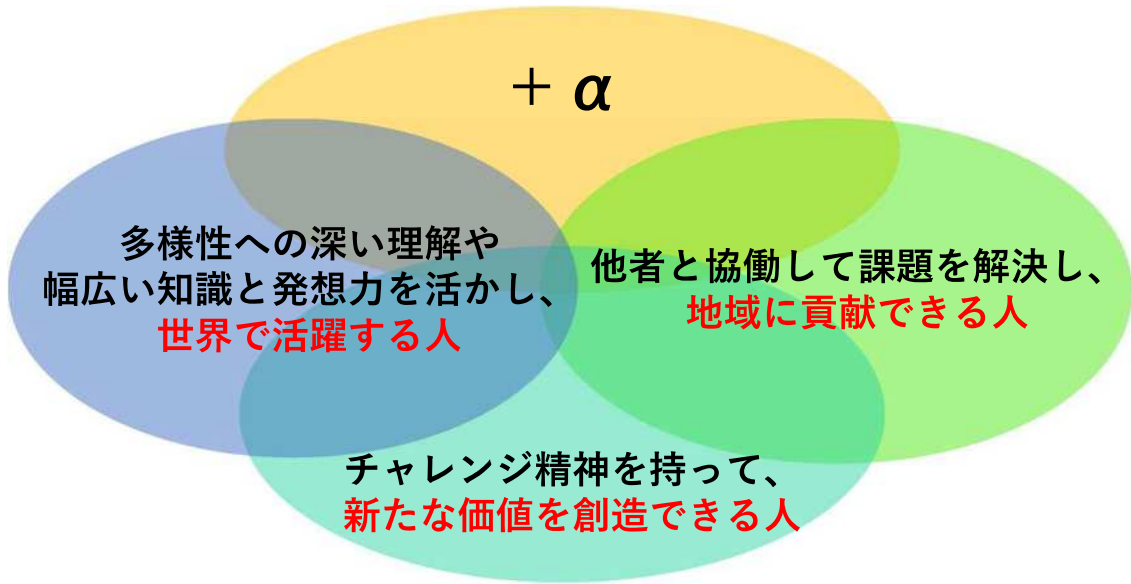 ＋ α
多様性への深い理解や
幅広い知識と発想力を活かし、
世界で活躍する人
他者と協働して課題を解決し、
地域に貢献できる人
チャレンジ精神を持って、
新たな価値を創造できる人